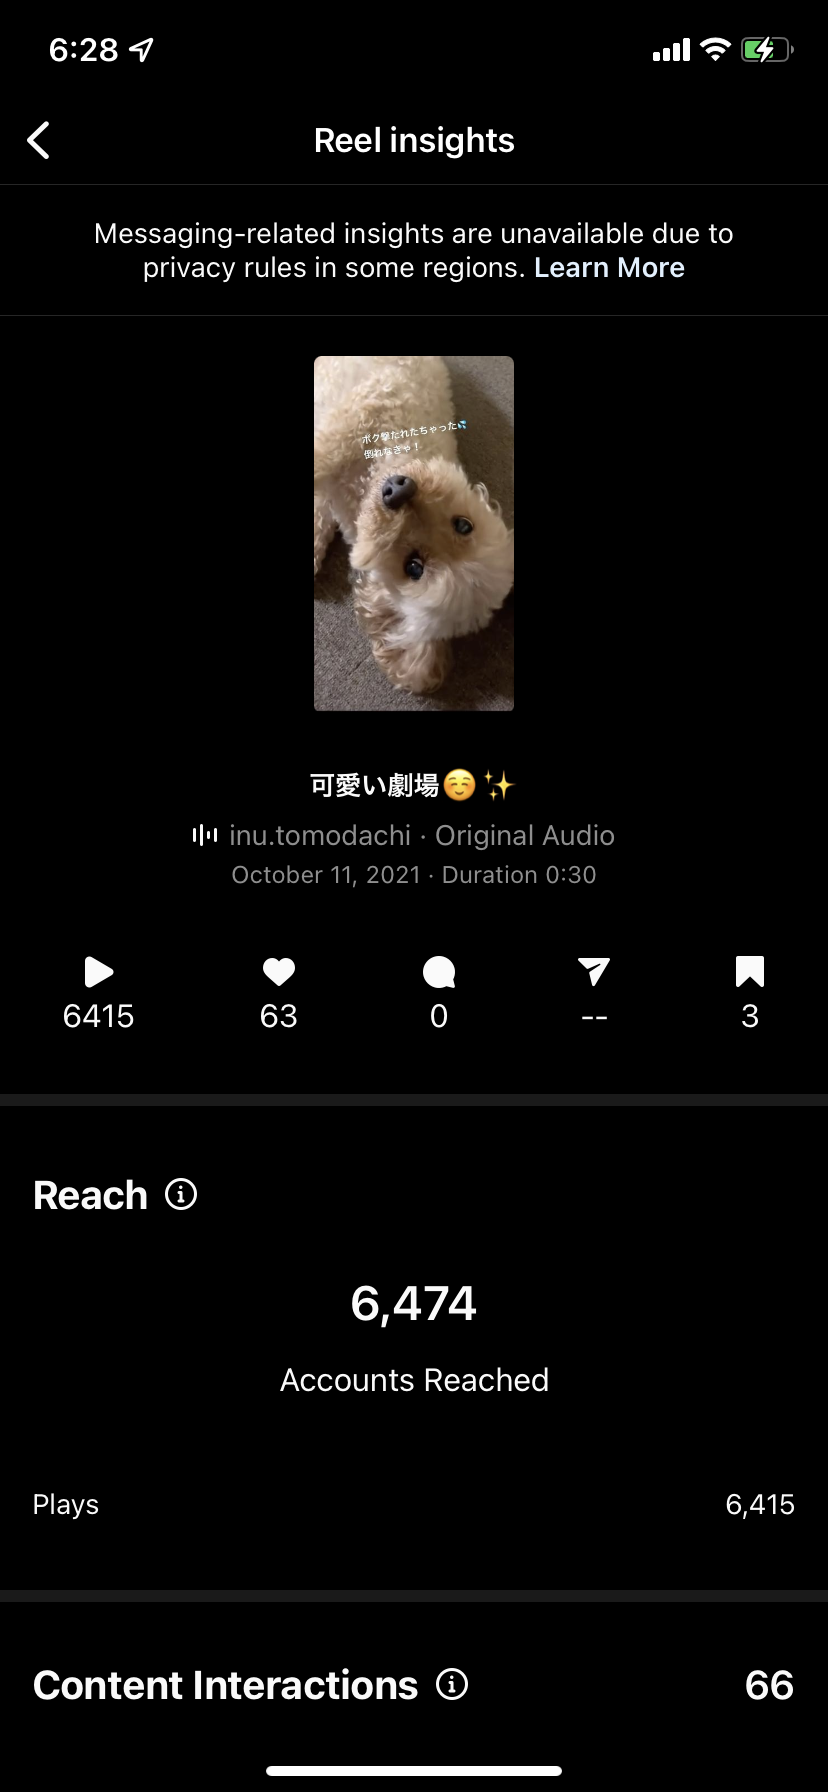 6:28
Reel insights
Messaging-related insights are unavailable due to
privacy rules in some regions. Learn More
ボク撃たれたちゃった💦
倒れなきゃ！
可愛い劇場☺️✨
inu.tomodachi · Original Audio
October 11, 2021 · Duration 0:30
6415 63 0 -- 3
Reach
6,474
Accounts Reached
Plays 6,415
Content Interactions 66